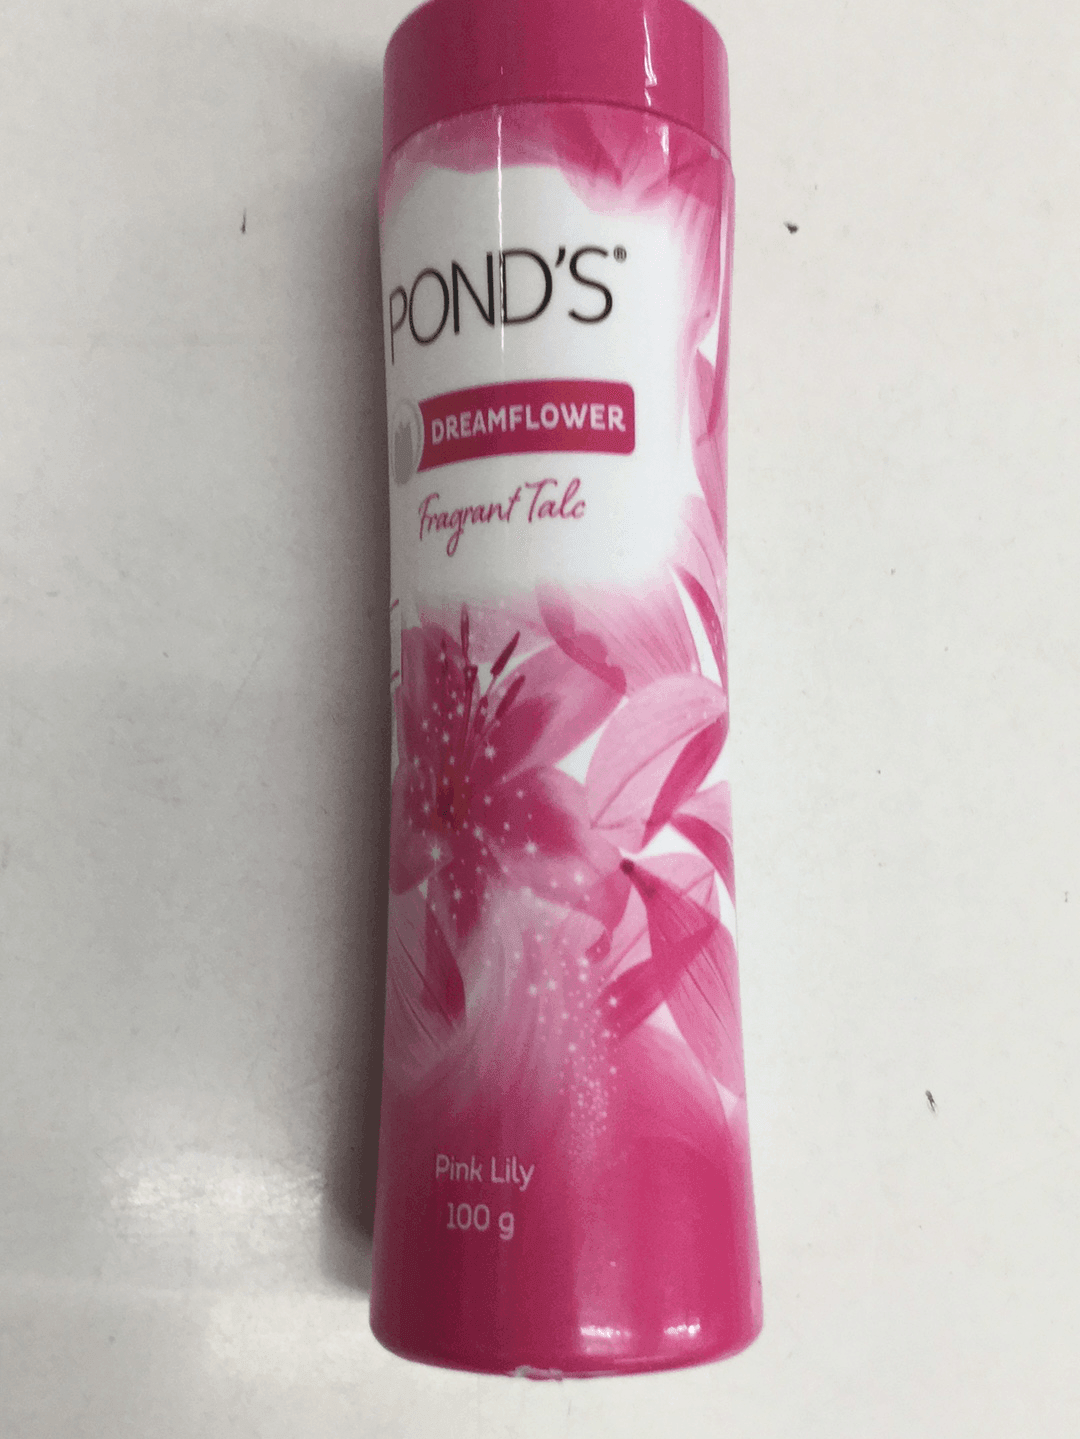 POND'S®
DREAMFLOWER
Fragrant Talc
Pink Lily
100 g